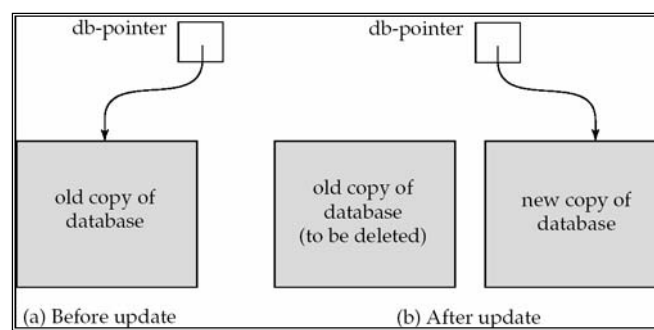 db-pointer
db-pointer
old copy of
database
old copy of
database
(to be deleted)
new copy of
database
(a) Before update
(b) After update